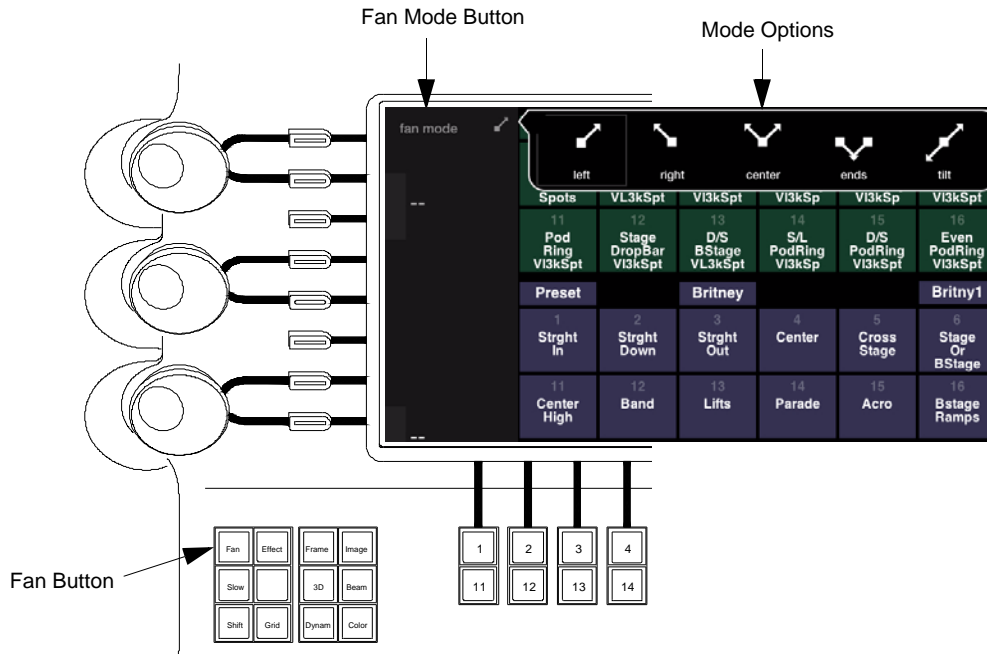 Fan Mode Button
Mode Options
fan mode
left right center ends tilt
--
Spots VL3kSpt Vl3kSpt Vl3kSp Vl3kSp Vl3kSpt
11 12 13 14 15 16
Pod Stage D/S S/L D/S Even
Ring DropBar BStage PodRing PodRing PodRing
Vl3kSpt Vl3kSpt VL3kSpt Vl3kSp Vl3kSpt Vl3kSpt
Preset Britney Britny1
1 2 3 4 5 6
Strght Strght Strght Center Cross Stage
In Down Out Stage Or
BStage
11 12 13 14 15 16
Center Band Lifts Parade Acro Bstage
High Ramps
--
Fan Button
Fan Effect Frame Image
Slow 3D Beam
Shift Grid Dynam Color
1 2 3 4
11 12 13 14